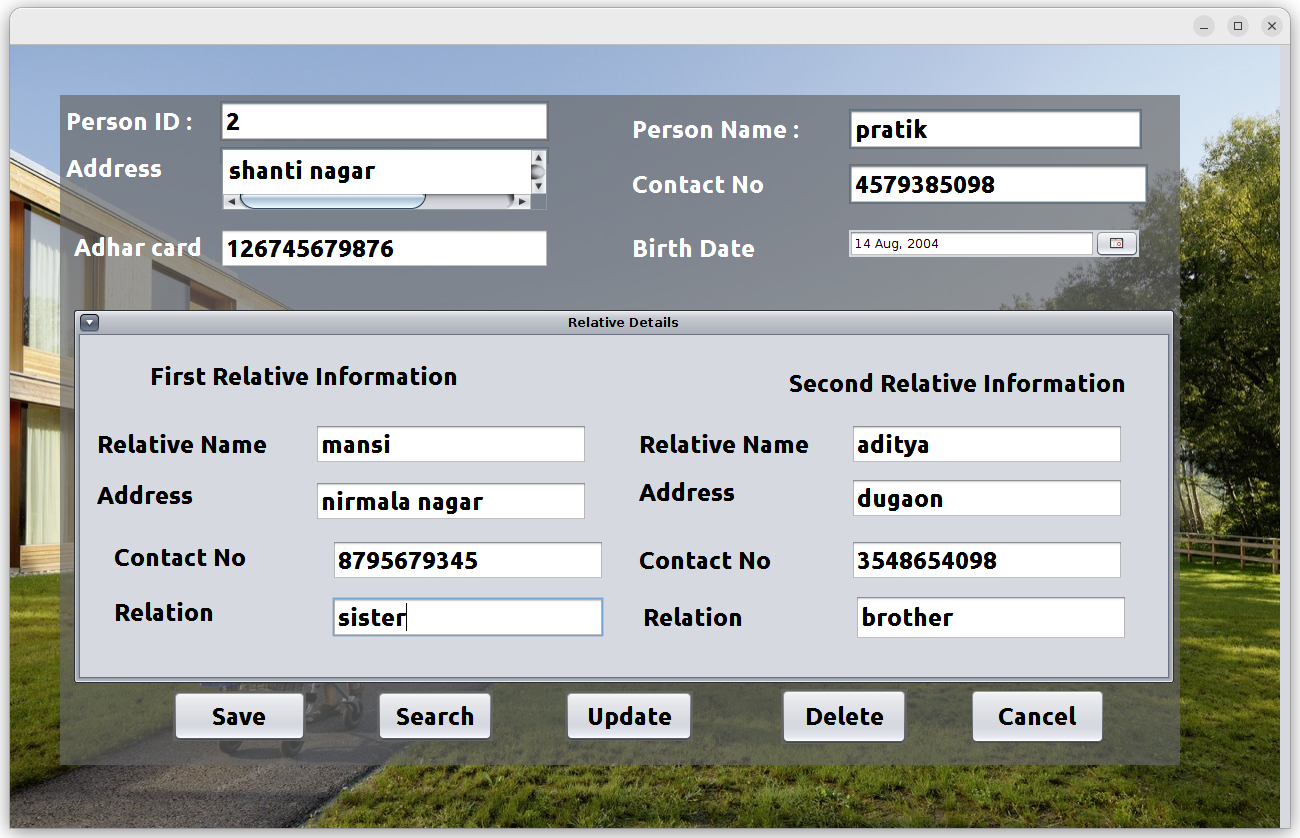 Person ID : 2
Person Name : pratik
Address shanti nagar
Contact No 4579385098
Adhar card 126745679876
Birth Date 14 Aug, 2004
Relative Details
First Relative Information
Second Relative Information
Relative Name mansi
Relative Name aditya
Address nirmala nagar
Address dugaon
Contact No 8795679345
Contact No 3548654098
Relation sister
Relation brother
Save Search Update Delete Cancel